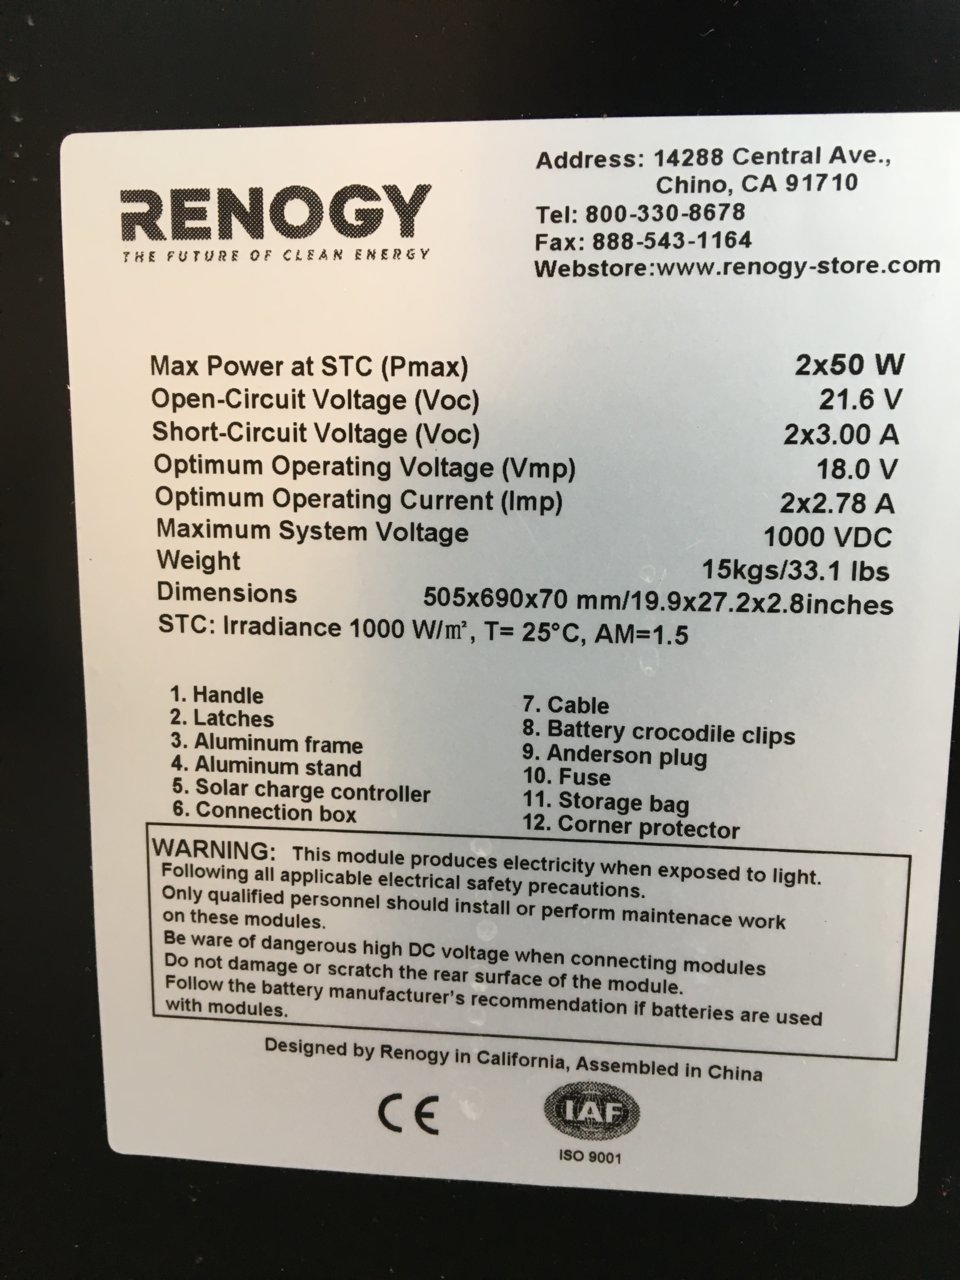 RENOGY
THE FUTURE OF CLEAN ENERGY
Address: 14288 Central Ave.,
Chino, CA 91710
Tel: 800-330-8678
Fax: 888-543-1164
Webstore:www.renogy-store.com
Max Power at STC (Pmax) 2x50 W
Open-Circuit Voltage (Voc) 21.6 V
Short-Circuit Voltage (Voc) 2x3.00 A
Optimum Operating Voltage (Vmp) 18.0 V
Optimum Operating Current (Imp) 2x2.78 A
Maximum System Voltage 1000 VDC
Weight 15kgs/33.1 lbs
Dimensions 505x690x70 mm/19.9x27.2x2.8inches
STC: Irradiance 1000 W/m², T= 25°C, AM=1.5
1. Handle
2. Latches
3. Aluminum frame
4. Aluminum stand
5. Solar charge controller
6. Connection box
7. Cable
8. Battery crocodile clips
9. Anderson plug
10. Fuse
11. Storage bag
12. Corner protector
WARNING: This module produces electricity when exposed to light.
Following all applicable electrical safety precautions.
Only qualified personnel should install or perform maintenace work
on these modules.
Be ware of dangerous high DC voltage when connecting modules
Do not damage or scratch the rear surface of the module.
Follow the battery manufacturer's recommendation if batteries are used
with modules.
Designed by Renogy in California, Assembled in China
CE
IAF
ISO 9001